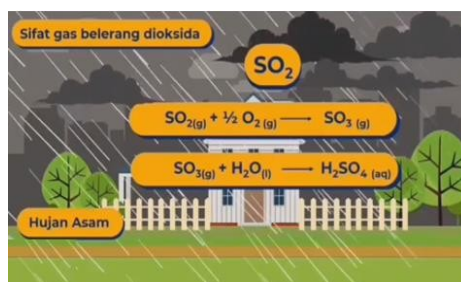 Sifat gas belerang dioksida
SO₂
SO₂(g) + ½ O₂ (g) ⟶ SO₃ (g)
SO₃(g) + H₂O(l) ⟶ H₂SO₄ (aq)
Hujan Asam